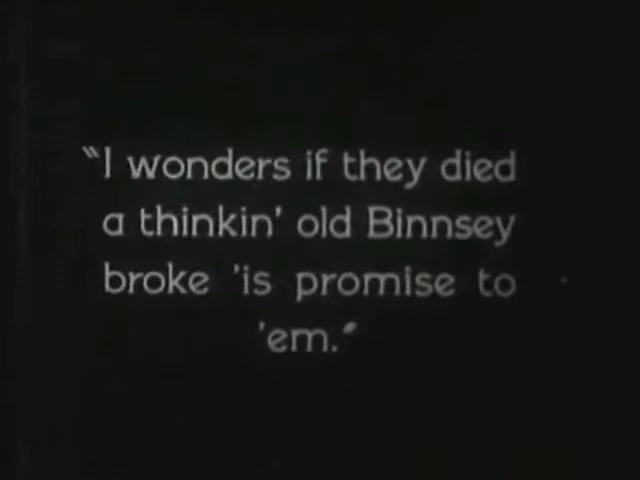 "I wonders if they died
a thinkin' old Binnsey
broke 'is promise to
'em."